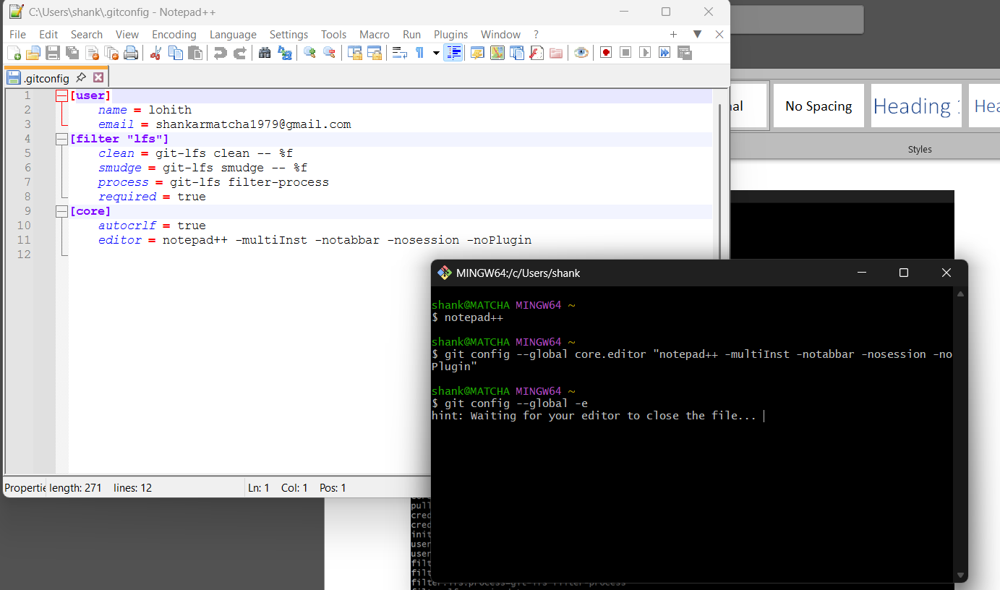 C:\Users\shank\.gitconfig - Notepad++
File Edit Search View Encoding Language Settings Tools Macro Run Plugins Window ?
.gitconfig
1 [user]
2 name = lohith
3 email = shankarmatcha1979@gmail.com
4 [filter "lfs"]
5 clean = git-lfs clean -- %f
6 smudge = git-lfs smudge -- %f
7 process = git-lfs filter-process
8 required = true
9 [core]
10 autocrlf = true
11 editor = notepad++ -multiInst -notabbar -nosession -noPlugin
12
Propertie length: 271 lines: 12 Ln: 1 Col: 1 Pos: 1
No Spacing
Heading
Styles
MINGW64:/c/Users/shank
shank@MATCHA MINGW64 ~
$ notepad++
shank@MATCHA MINGW64 ~
$ git config --global core.editor "notepad++ -multiInst -notabbar -nosession -no
Plugin"
shank@MATCHA MINGW64 ~
$ git config --global -e
hint: Waiting for your editor to close the file...
pull
cred
cred
init
user
user
filt
filt
filter.lfs.process=git-lfs filter-process